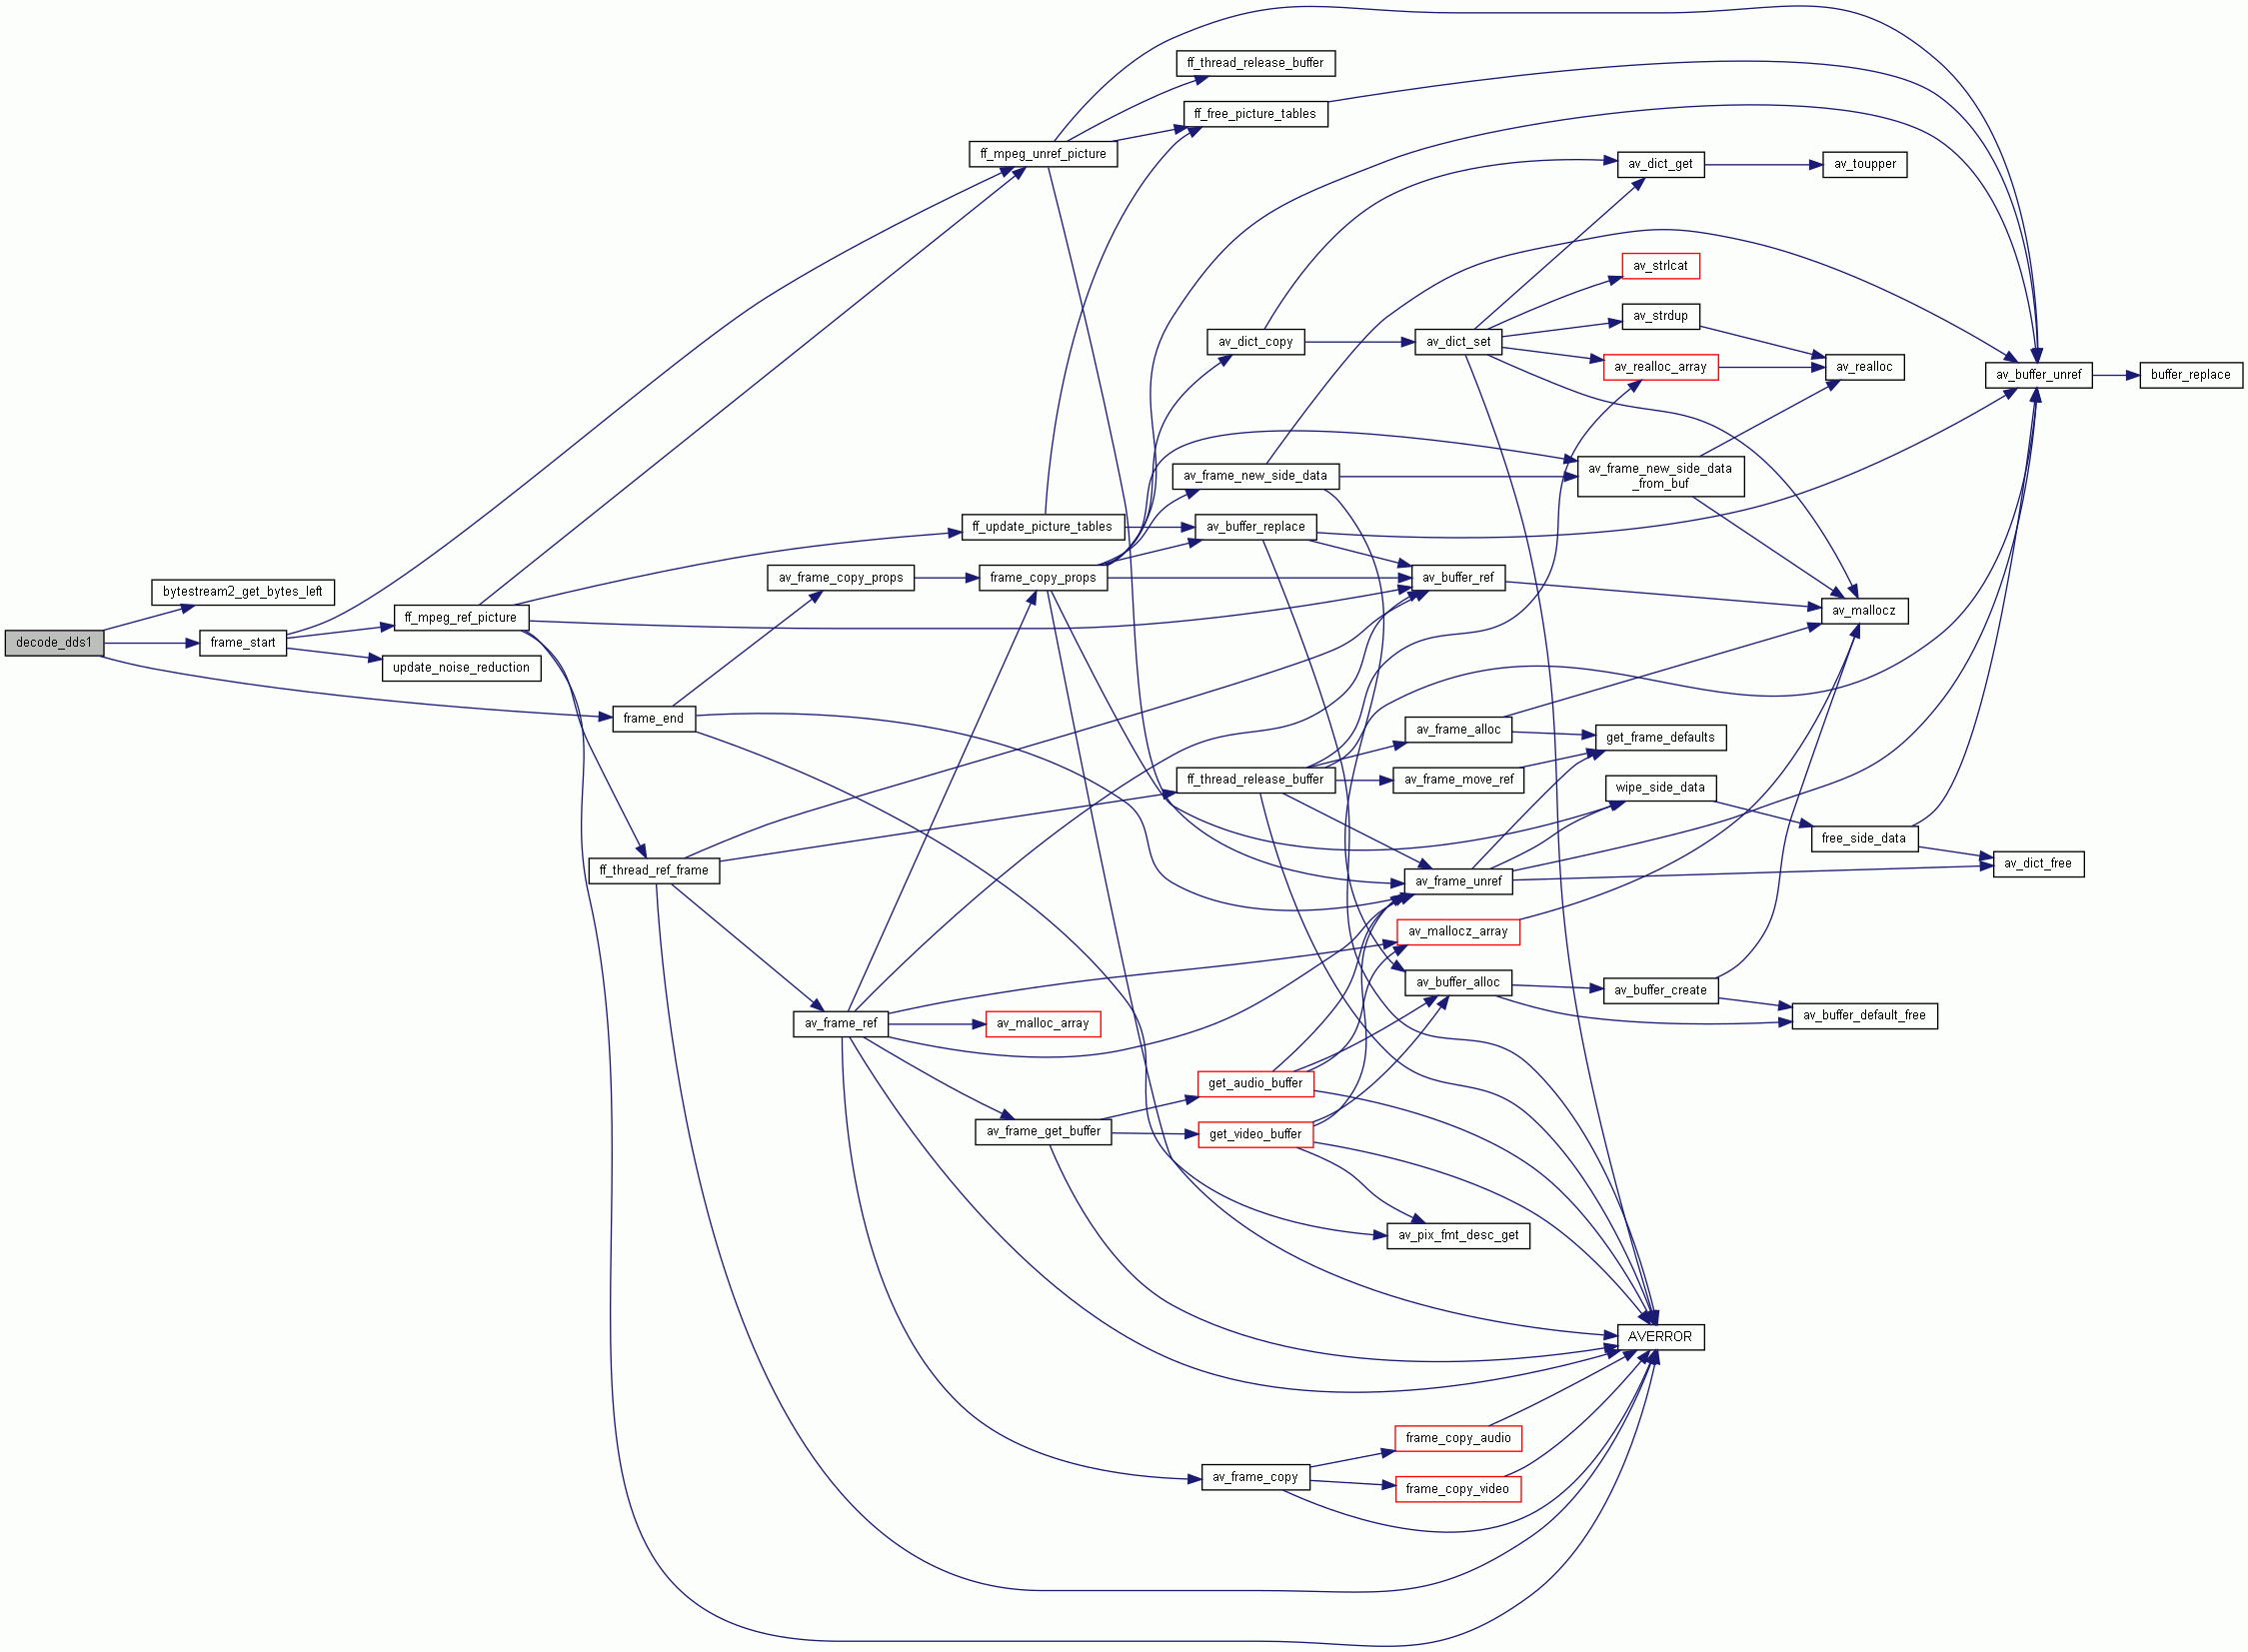 ff_thread_release_buffer
ff_free_picture_tables
ff_mpeg_unref_picture
av_dict_get
av_toupper
av_strlcat
av_strdup
av_dict_copy
av_dict_set
av_realloc_array
av_realloc
av_buffer_unref
buffer_replace
av_frame_new_side_data
av_frame_new_side_data
_from_buf
ff_update_picture_tables
av_buffer_replace
bytestream2_get_bytes_left
av_frame_copy_props
frame_copy_props
av_buffer_ref
ff_mpeg_ref_picture
av_mallocz
decode_dds1
frame_start
update_noise_reduction
frame_end
av_frame_alloc
get_frame_defaults
ff_thread_release_buffer
av_frame_move_ref
wipe_side_data
free_side_data
ff_thread_ref_frame
av_frame_unref
av_dict_free
av_mallocz_array
av_buffer_alloc
av_buffer_create
av_buffer_default_free
av_frame_ref
av_malloc_array
get_audio_buffer
av_frame_get_buffer
get_video_buffer
av_pix_fmt_desc_get
AVERROR
frame_copy_audio
av_frame_copy
frame_copy_video